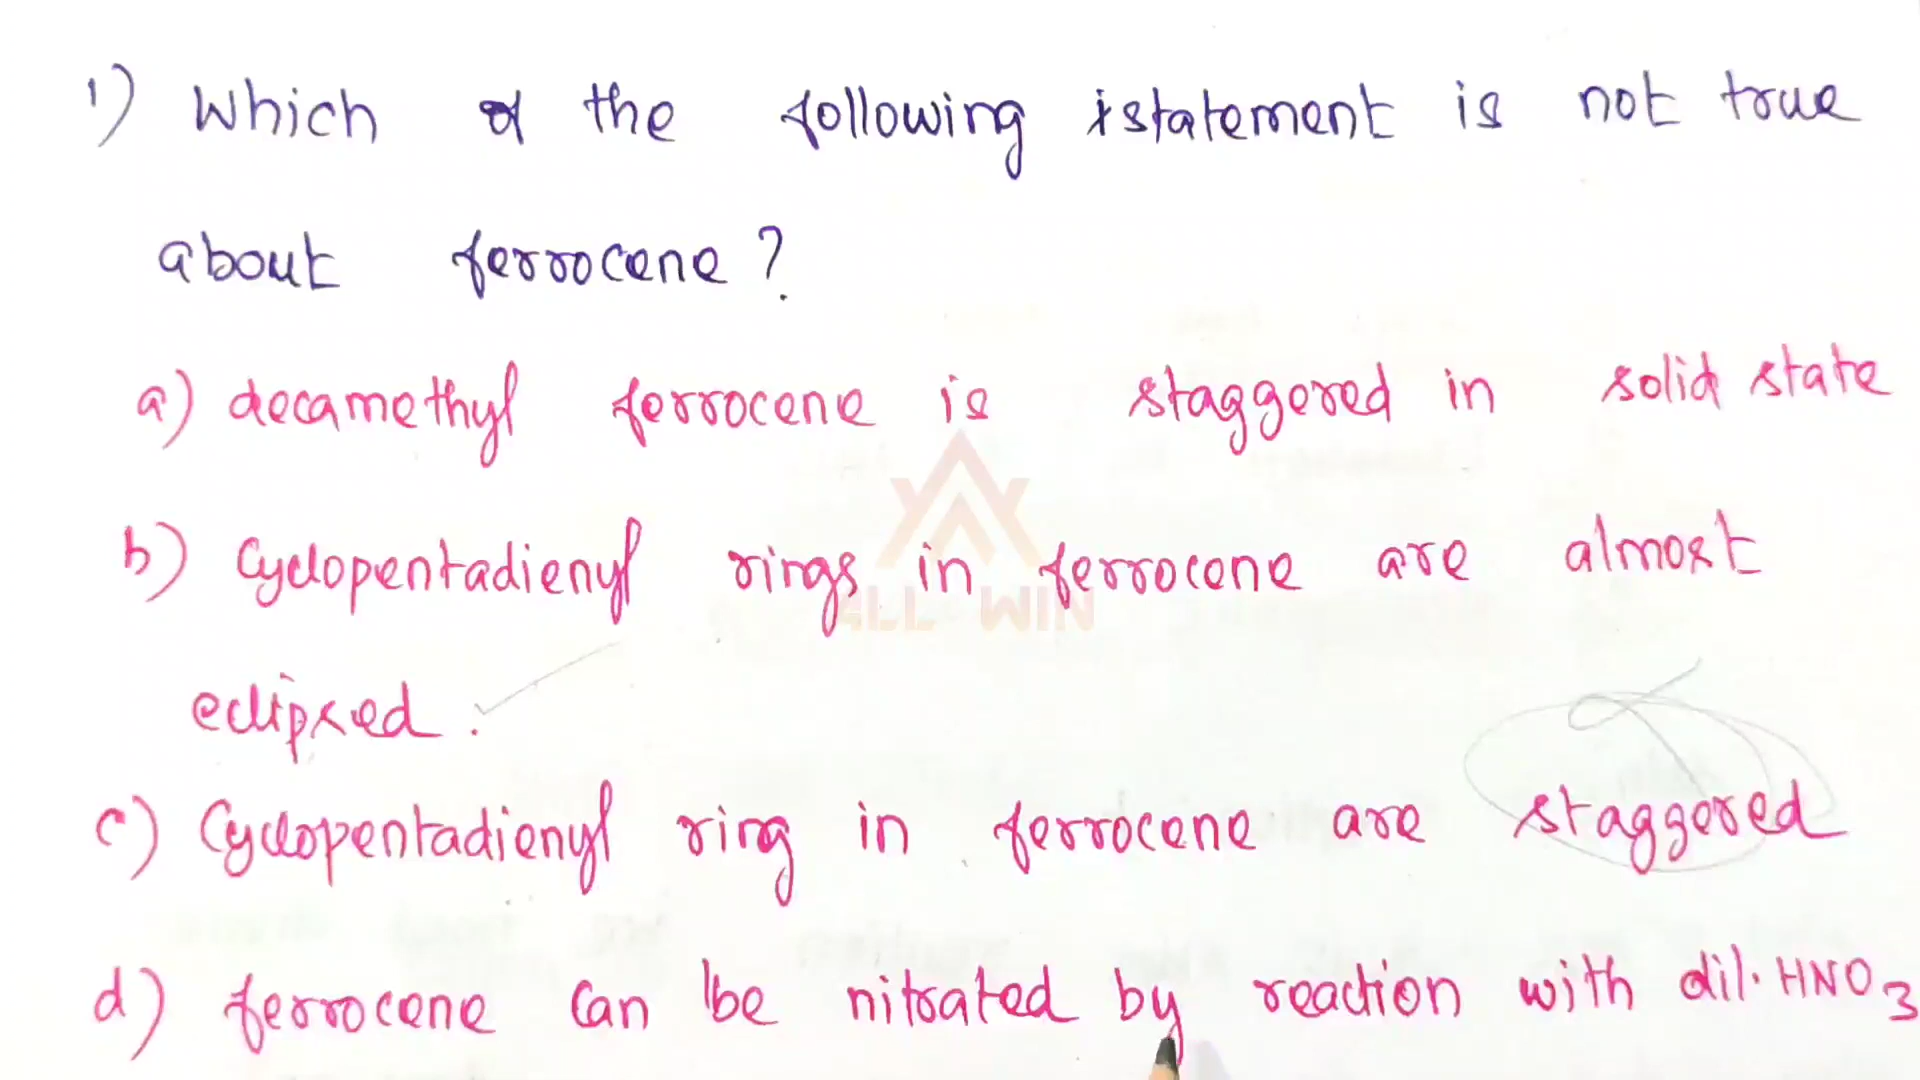 1) Which of the following statement is not true
about ferrocene?
a) decamethyl ferrocene is staggered in solid state
b) Cyclopentadienyl rings in ferrocene are almost
ALL WIN
eclipsed.
c) Cyclopentadienyl ring in ferrocene are staggered
d) ferrocene can be nitrated by reaction with dil. HNO3